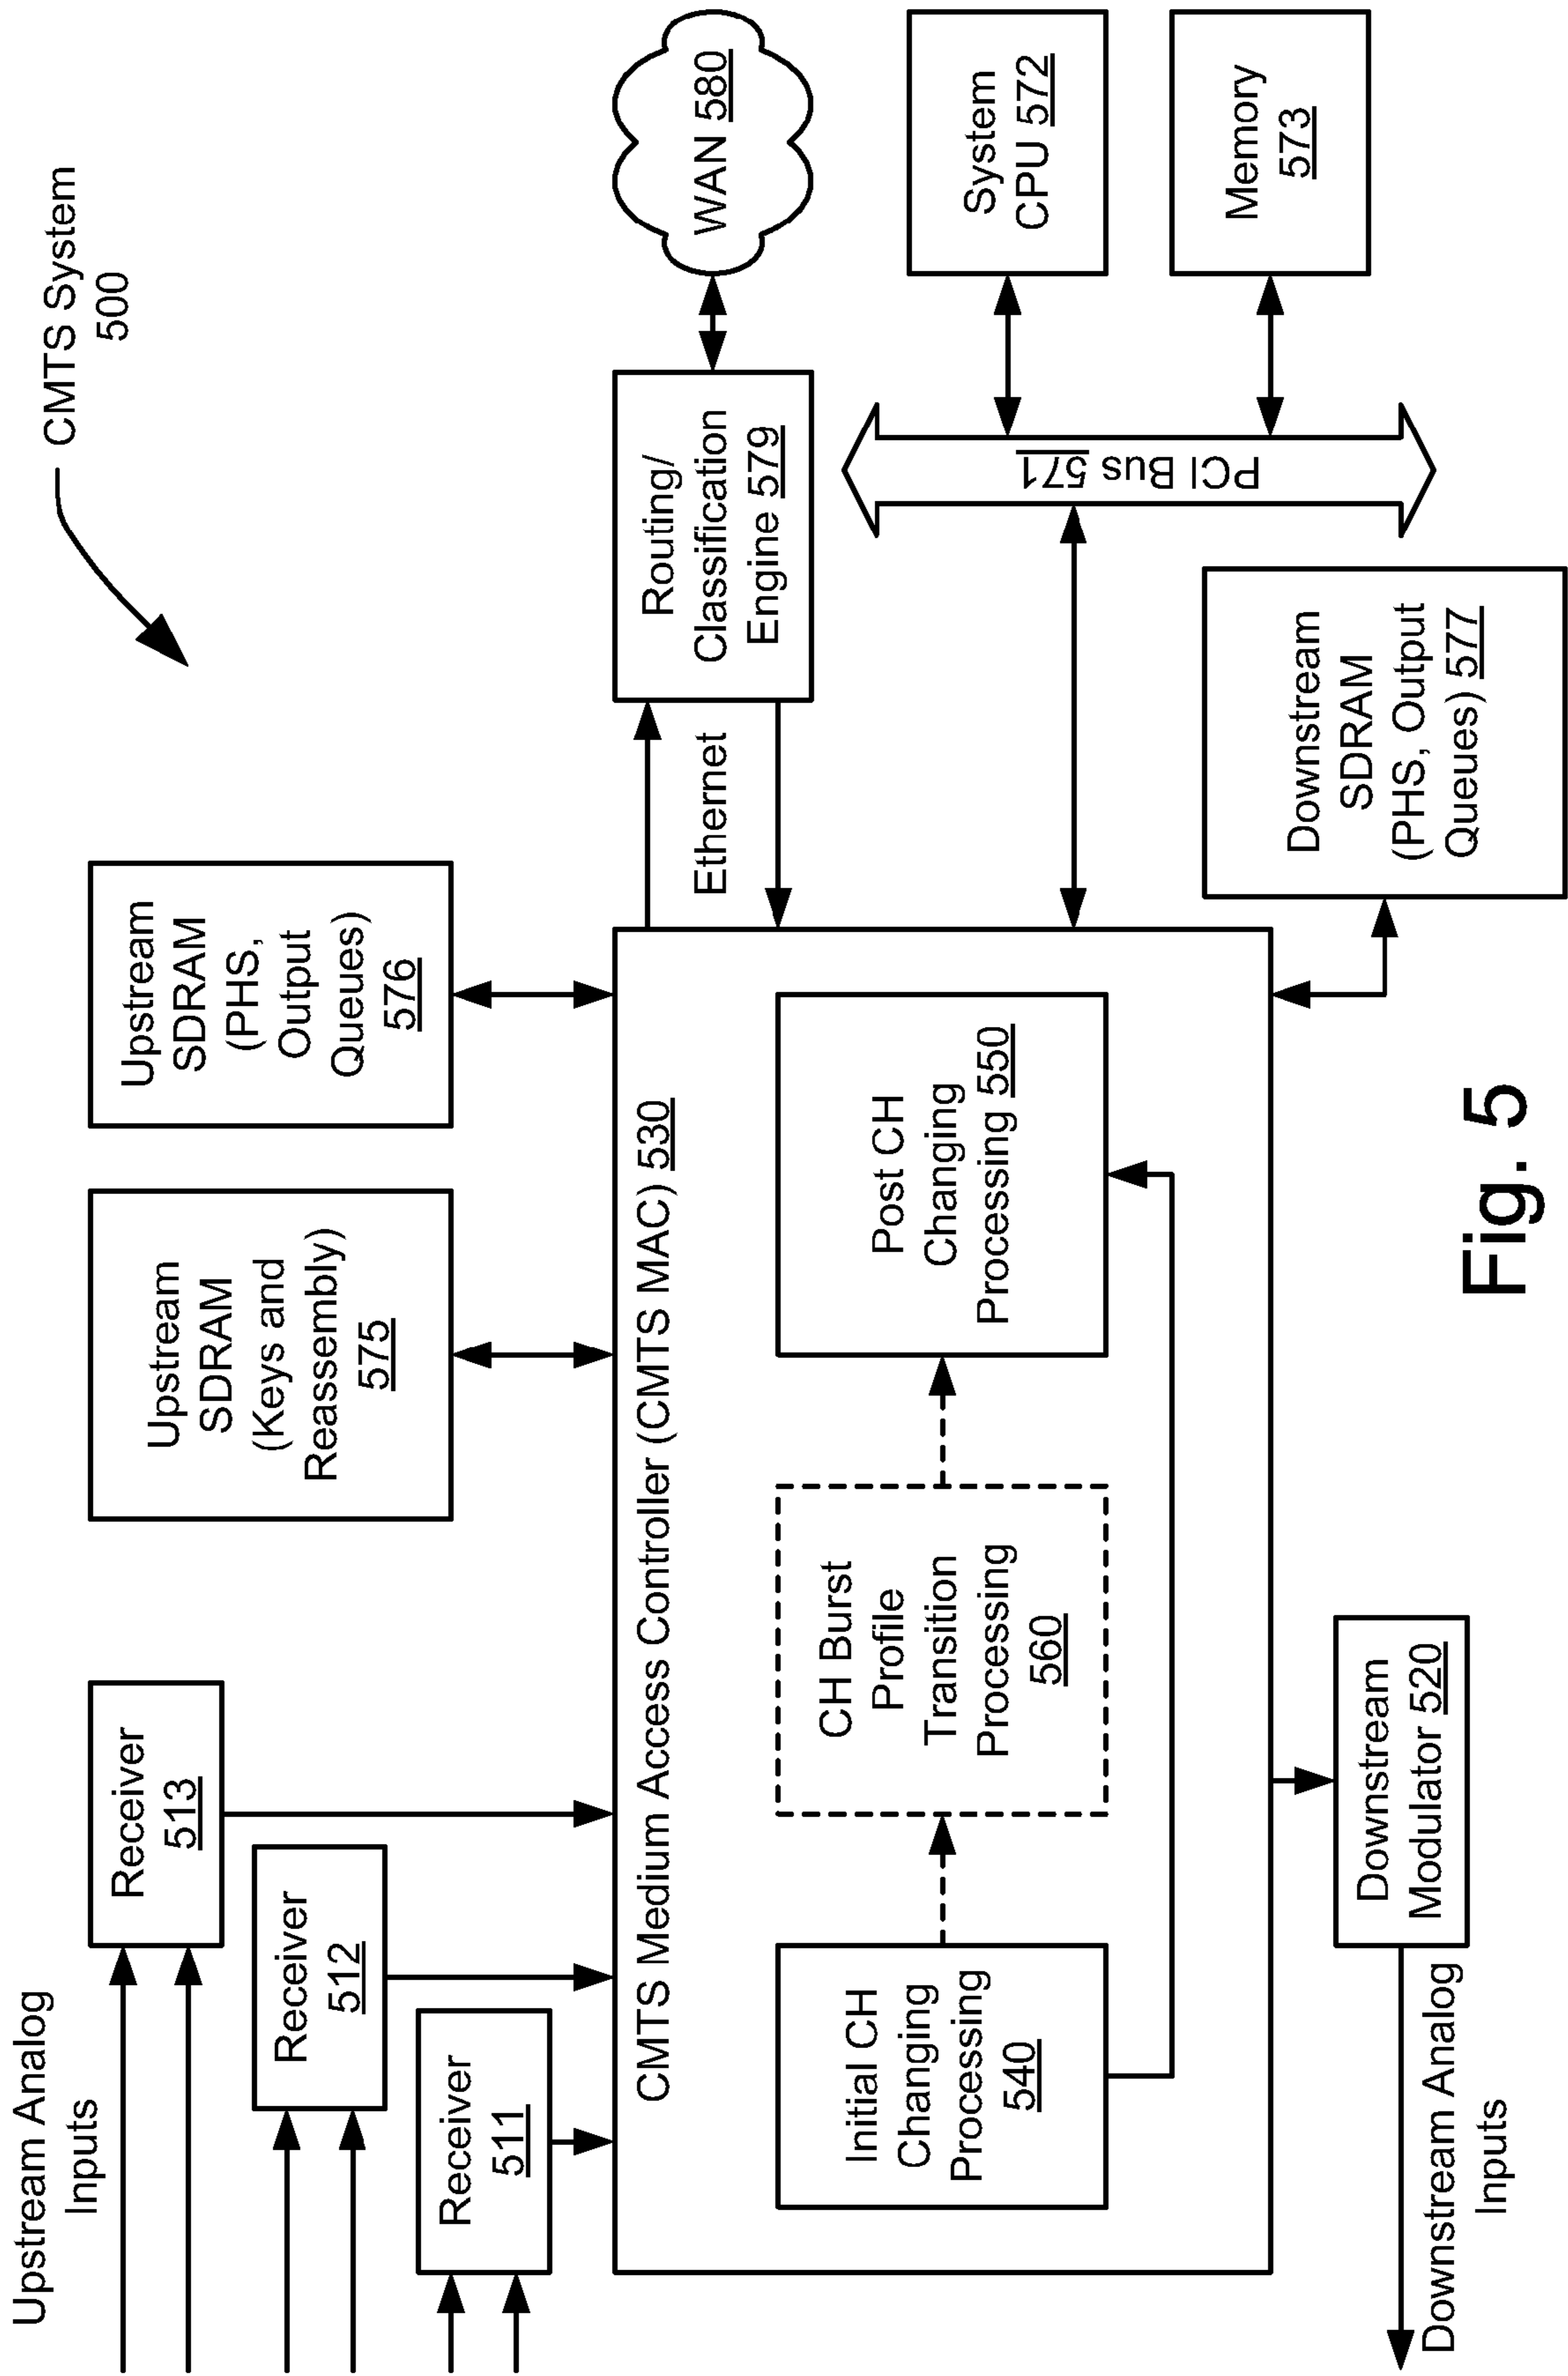 CMTS System
500
Upstream Analog
Inputs
Receiver
513
Receiver
512
Receiver
511
Upstream
SDRAM
(Keys and
Reassembly)
575
Upstream
SDRAM
(PHS,
Output
Queues)
576
CMTS Medium Access Controller (CMTS MAC) 530
Initial CH
Changing
Processing
540
CH Burst
Profile
Transition
Processing
560
Post CH
Changing
Processing 550
Ethernet
Routing/
Classification
Engine 579
WAN 580
PCI Bus 571
System
CPU 572
Memory
573
Downstream
SDRAM
(PHS, Output
Queues) 577
Downstream
Modulator 520
Downstream Analog
Inputs
Fig. 5